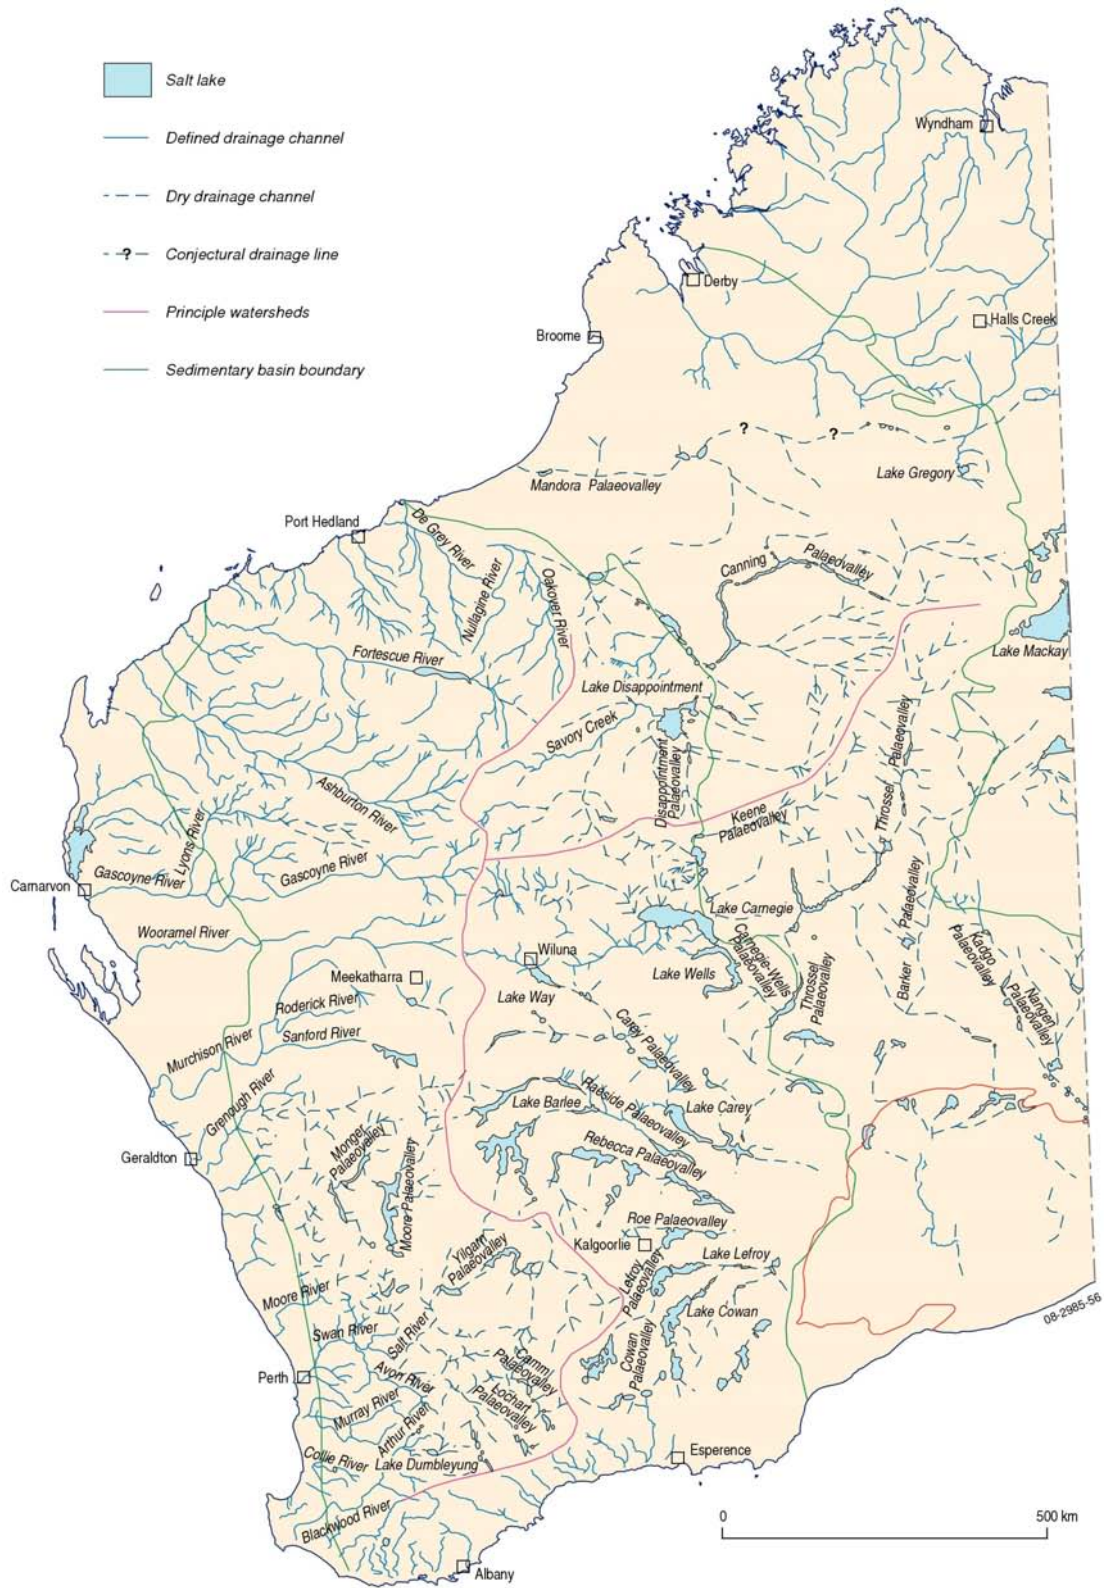 Salt lake
Defined drainage channel
Dry drainage channel
? Conjectural drainage line
Principle watersheds
Sedimentary basin boundary
Wyndham
Derby
Halls Creek
Broome
? ?
Lake Gregory
Mandora Palaeovalley
Port Hedland
De Grey River
Nullagine River
Oakover River
Canning Palaeovalley
Fortescue River
Lake Mackay
Lake Disappointment
Savory Creek
Disappointment
Palaeovalley
Throssel Palaeovalley
Ashburton River
Keene
Palaeovalley
Lyons River
Gascoyne River
Gascoyne River
Carnarvon
Lake Carnegie
Barker Palaeovalley
Wooramel River
Carnegie-Wells
Palaeovalley
Kadgo
Palaeovalley
Wiluna
Meekatharra
Lake Wells
Throssel
Palaeovalley
Nangen
Palaeovalley
Lake Way
Roderick River
Sanford River
Murchison River
Carey Palaeovalley
Grenough River
Lake Barlee
Raeside Palaeovalley
Lake Carey
Monger
Palaeovalley
Rebecca Palaeovalley
Geraldton
Moore Palaeovalley
Roe Palaeovalley
Kalgoorlie
Yilgarn
Palaeovalley
Lake Lefroy
Lefroy
Palaeovalley
Moore River
Lake Cowan
08-2985-56
Swan River
Salt River
Cowan
Palaeovalley
Camm
Palaeovalley
Perth
Avon River
Lochart
Palaeovalley
Murray River
Arthur River
Collie River
Lake Dumbleyung
Esperence
Blackwood River
0 500 km
Albany